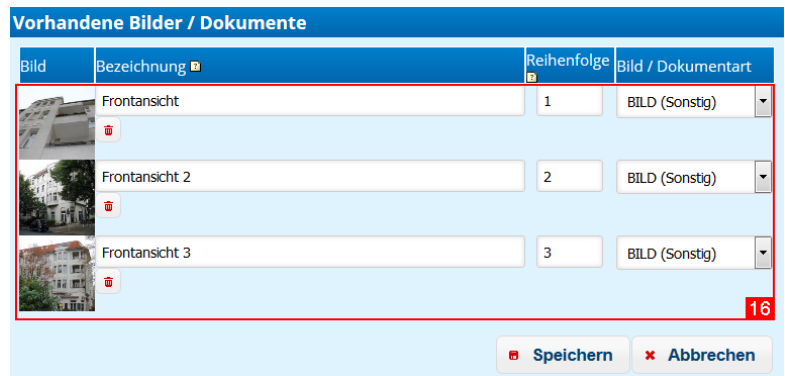 Vorhandene Bilder / Dokumente
Bild Bezeichnung ? Reihenfolge ? Bild / Dokumentart
Frontansicht 1 BILD (Sonstig)
Frontansicht 2 2 BILD (Sonstig)
Frontansicht 3 3 BILD (Sonstig)
16
Speichern Abbrechen